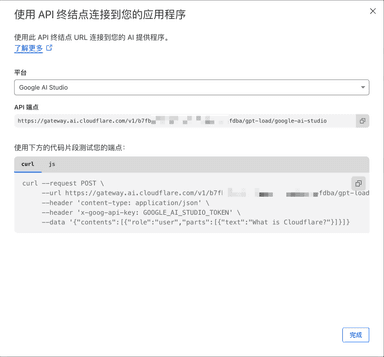 使用 API 终结点连接到您的应用程序
使用此 API 终结点 URL 连接到您的 AI 提供程序。
了解更多
平台
Google AI Studio
API 端点
https://gateway.ai.cloudflare.com/v1/b7fb fdba/gpt-load/google-ai-studio
使用下方的代码片段测试您的端点：
curl js
curl --request POST \
--url https://gateway.ai.cloudflare.com/v1/b7f fdba/gpt-load
--header 'content-type: application/json' \
--header 'x-goog-api-key: GOOGLE_AI_STUDIO_TOKEN' \
--data '{"contents":[{"role":"user","parts":[{"text":"What is Cloudflare?"}]}]}
完成